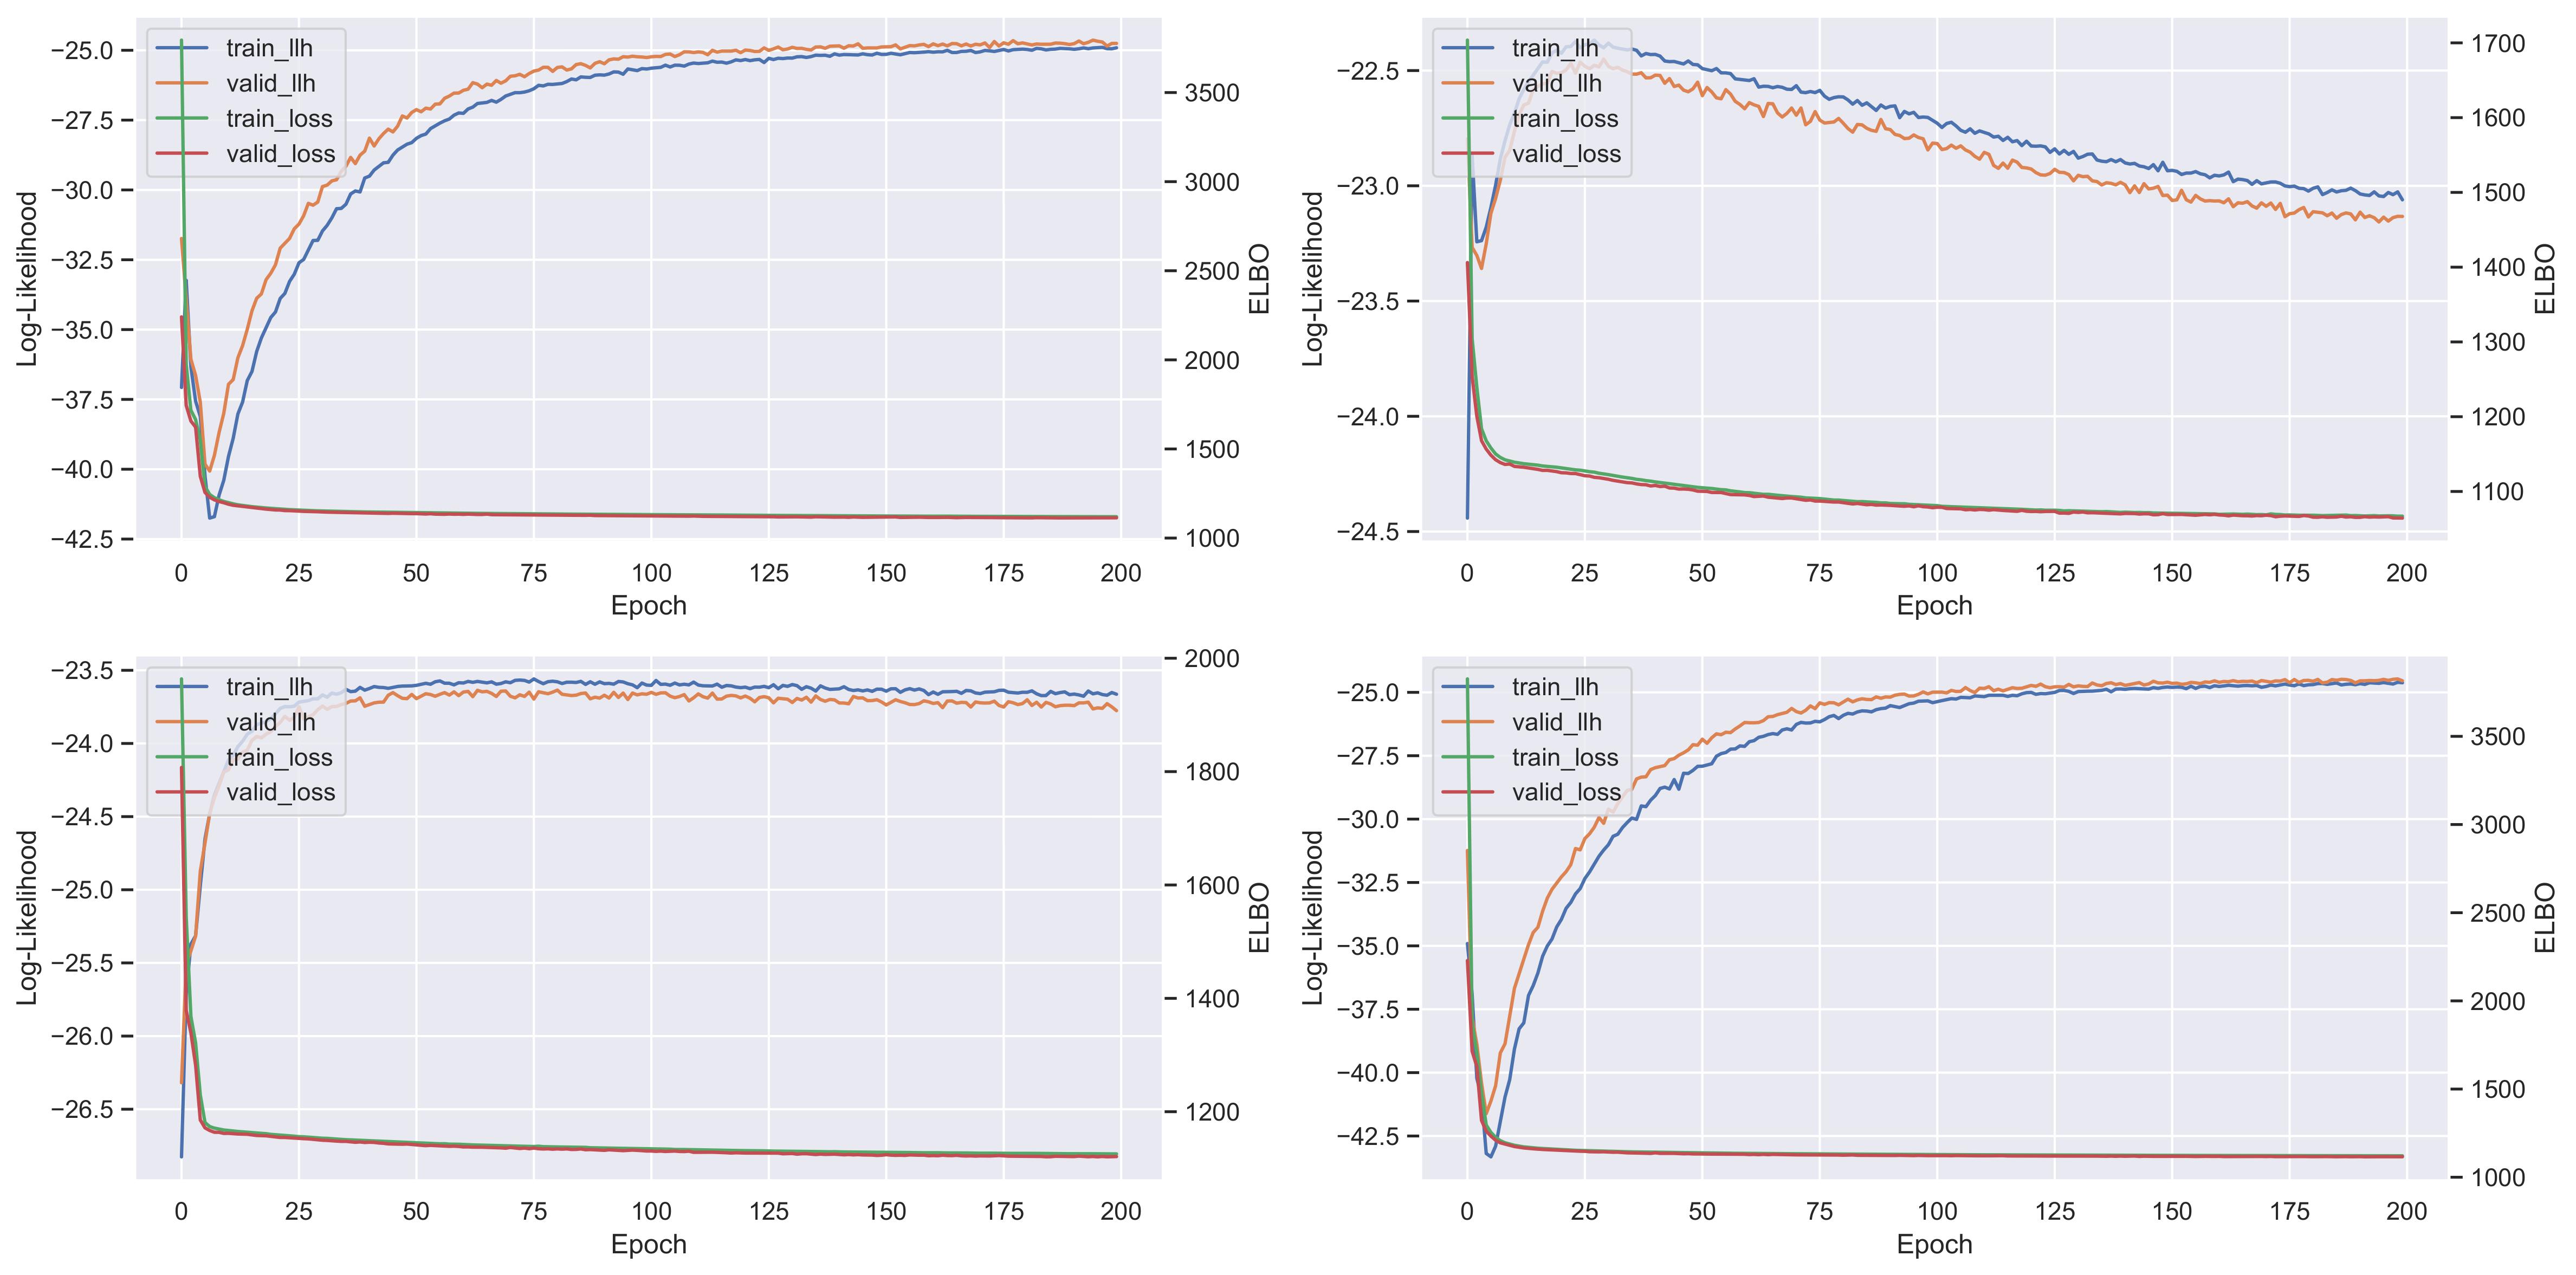 train_llh
valid_llh
train_loss
valid_loss
−25.0
−27.5
−30.0
−32.5
−35.0
−37.5
−40.0
−42.5
Log-Likelihood
3500
3000
2500
2000
1500
1000
ELBO
0 25 50 75 100 125 150 175 200
Epoch
train_llh
valid_llh
train_loss
valid_loss
−22.5
−23.0
−23.5
−24.0
−24.5
Log-Likelihood
1700
1600
1500
1400
1300
1200
1100
ELBO
0 25 50 75 100 125 150 175 200
Epoch
train_llh
valid_llh
train_loss
valid_loss
−23.5
−24.0
−24.5
−25.0
−25.5
−26.0
−26.5
Log-Likelihood
2000
1800
1600
1400
1200
ELBO
0 25 50 75 100 125 150 175 200
Epoch
train_llh
valid_llh
train_loss
valid_loss
−25.0
−27.5
−30.0
−32.5
−35.0
−37.5
−40.0
−42.5
Log-Likelihood
3500
3000
2500
2000
1500
1000
ELBO
0 25 50 75 100 125 150 175 200
Epoch